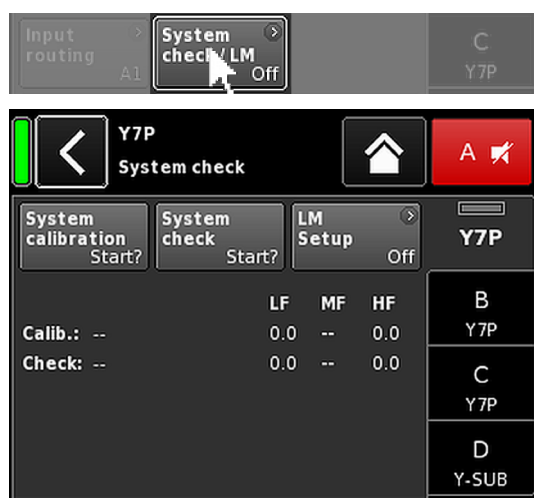 Input
routing
A1
System
check/LM
Off
C
Y7P
Y7P
System check
A
System
calibration
Start?
System
check
Start?
LM
Setup
Off
Y7P
LF MF HF
Calib.: -- 0.0 -- 0.0
Check: -- 0.0 -- 0.0
B
Y7P
C
Y7P
D
Y-SUB